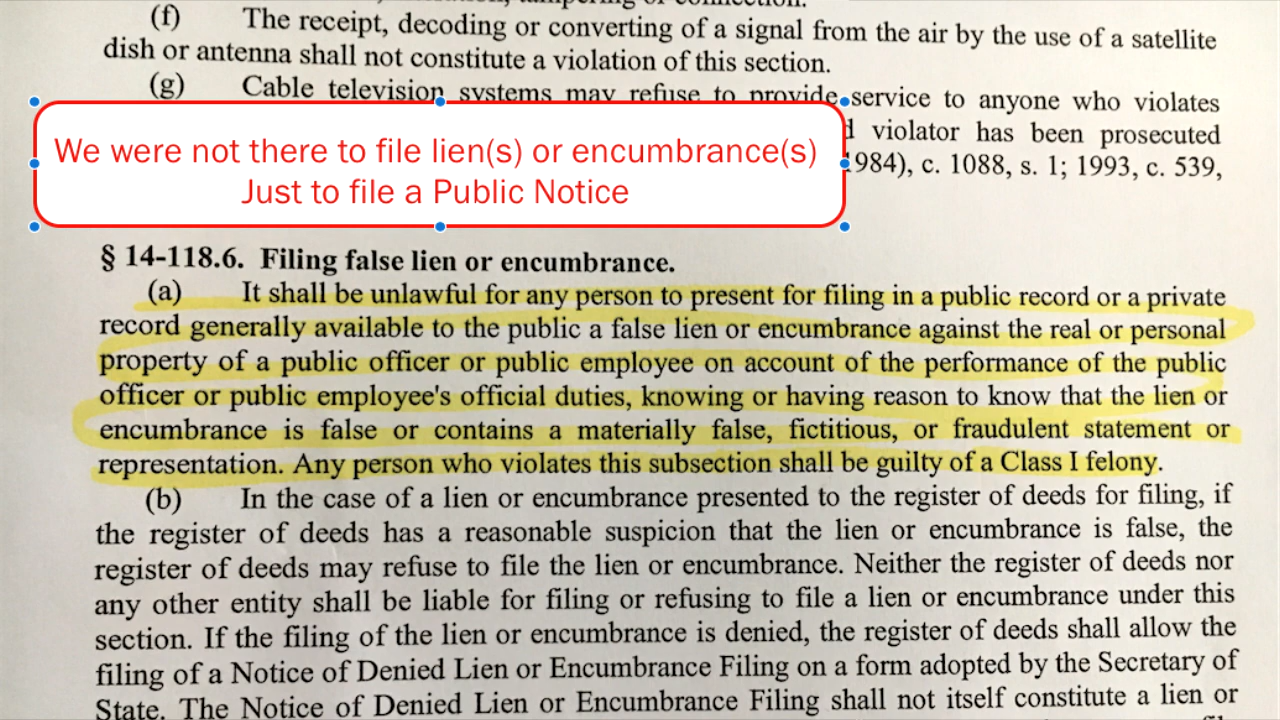 (f) The receipt, decoding or converting of a signal from the air by the use of a satellite
dish or antenna shall not constitute a violation of this section.
(g) Cable television systems may refuse to provide service to anyone who violates
We were not there to file lien(s) or encumbrance(s)
Just to file a Public Notice
violator has been prosecuted
1984), c. 1088, s. 1; 1993, c. 539,
§ 14-118.6. Filing false lien or encumbrance.
(a) It shall be unlawful for any person to present for filing in a public record or a private
record generally available to the public a false lien or encumbrance against the real or personal
property of a public officer or public employee on account of the performance of the public
officer or public employee's official duties, knowing or having reason to know that the lien or
encumbrance is false or contains a materially false, fictitious, or fraudulent statement or
representation. Any person who violates this subsection shall be guilty of a Class I felony.
(b) In the case of a lien or encumbrance presented to the register of deeds for filing, if
the register of deeds has a reasonable suspicion that the lien or encumbrance is false, the
register of deeds may refuse to file the lien or encumbrance. Neither the register of deeds nor
any other entity shall be liable for filing or refusing to file a lien or encumbrance under this
section. If the filing of the lien or encumbrance is denied, the register of deeds shall allow the
filing of a Notice of Denied Lien or Encumbrance Filing on a form adopted by the Secretary of
State. The Notice of Denied Lien or Encumbrance Filing shall not itself constitute a lien or